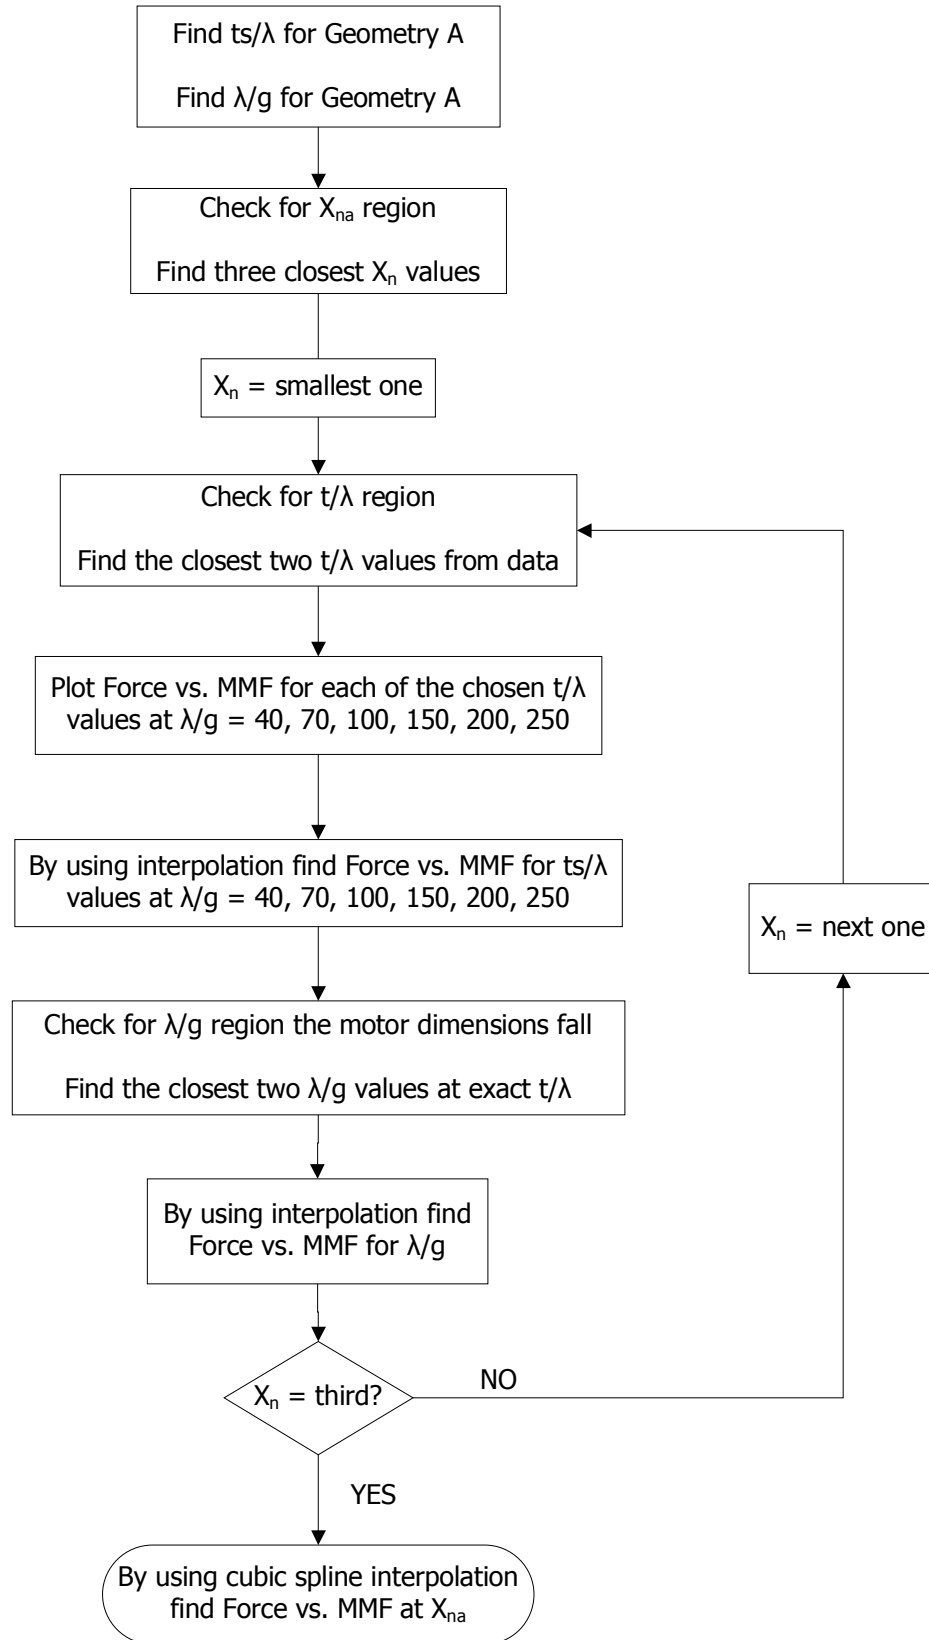 Find ts/λ for Geometry A
Find λ/g for Geometry A
Check for Xna region
Find three closest Xn values
Xn = smallest one
Check for t/λ region
Find the closest two t/λ values from data
Plot Force vs. MMF for each of the chosen t/λ
values at λ/g = 40, 70, 100, 150, 200, 250
By using interpolation find Force vs. MMF for ts/λ
values at λ/g = 40, 70, 100, 150, 200, 250
Xn = next one
Check for λ/g region the motor dimensions fall
Find the closest two λ/g values at exact t/λ
By using interpolation find
Force vs. MMF for λ/g
Xn = third?
NO
YES
By using cubic spline interpolation
find Force vs. MMF at Xna